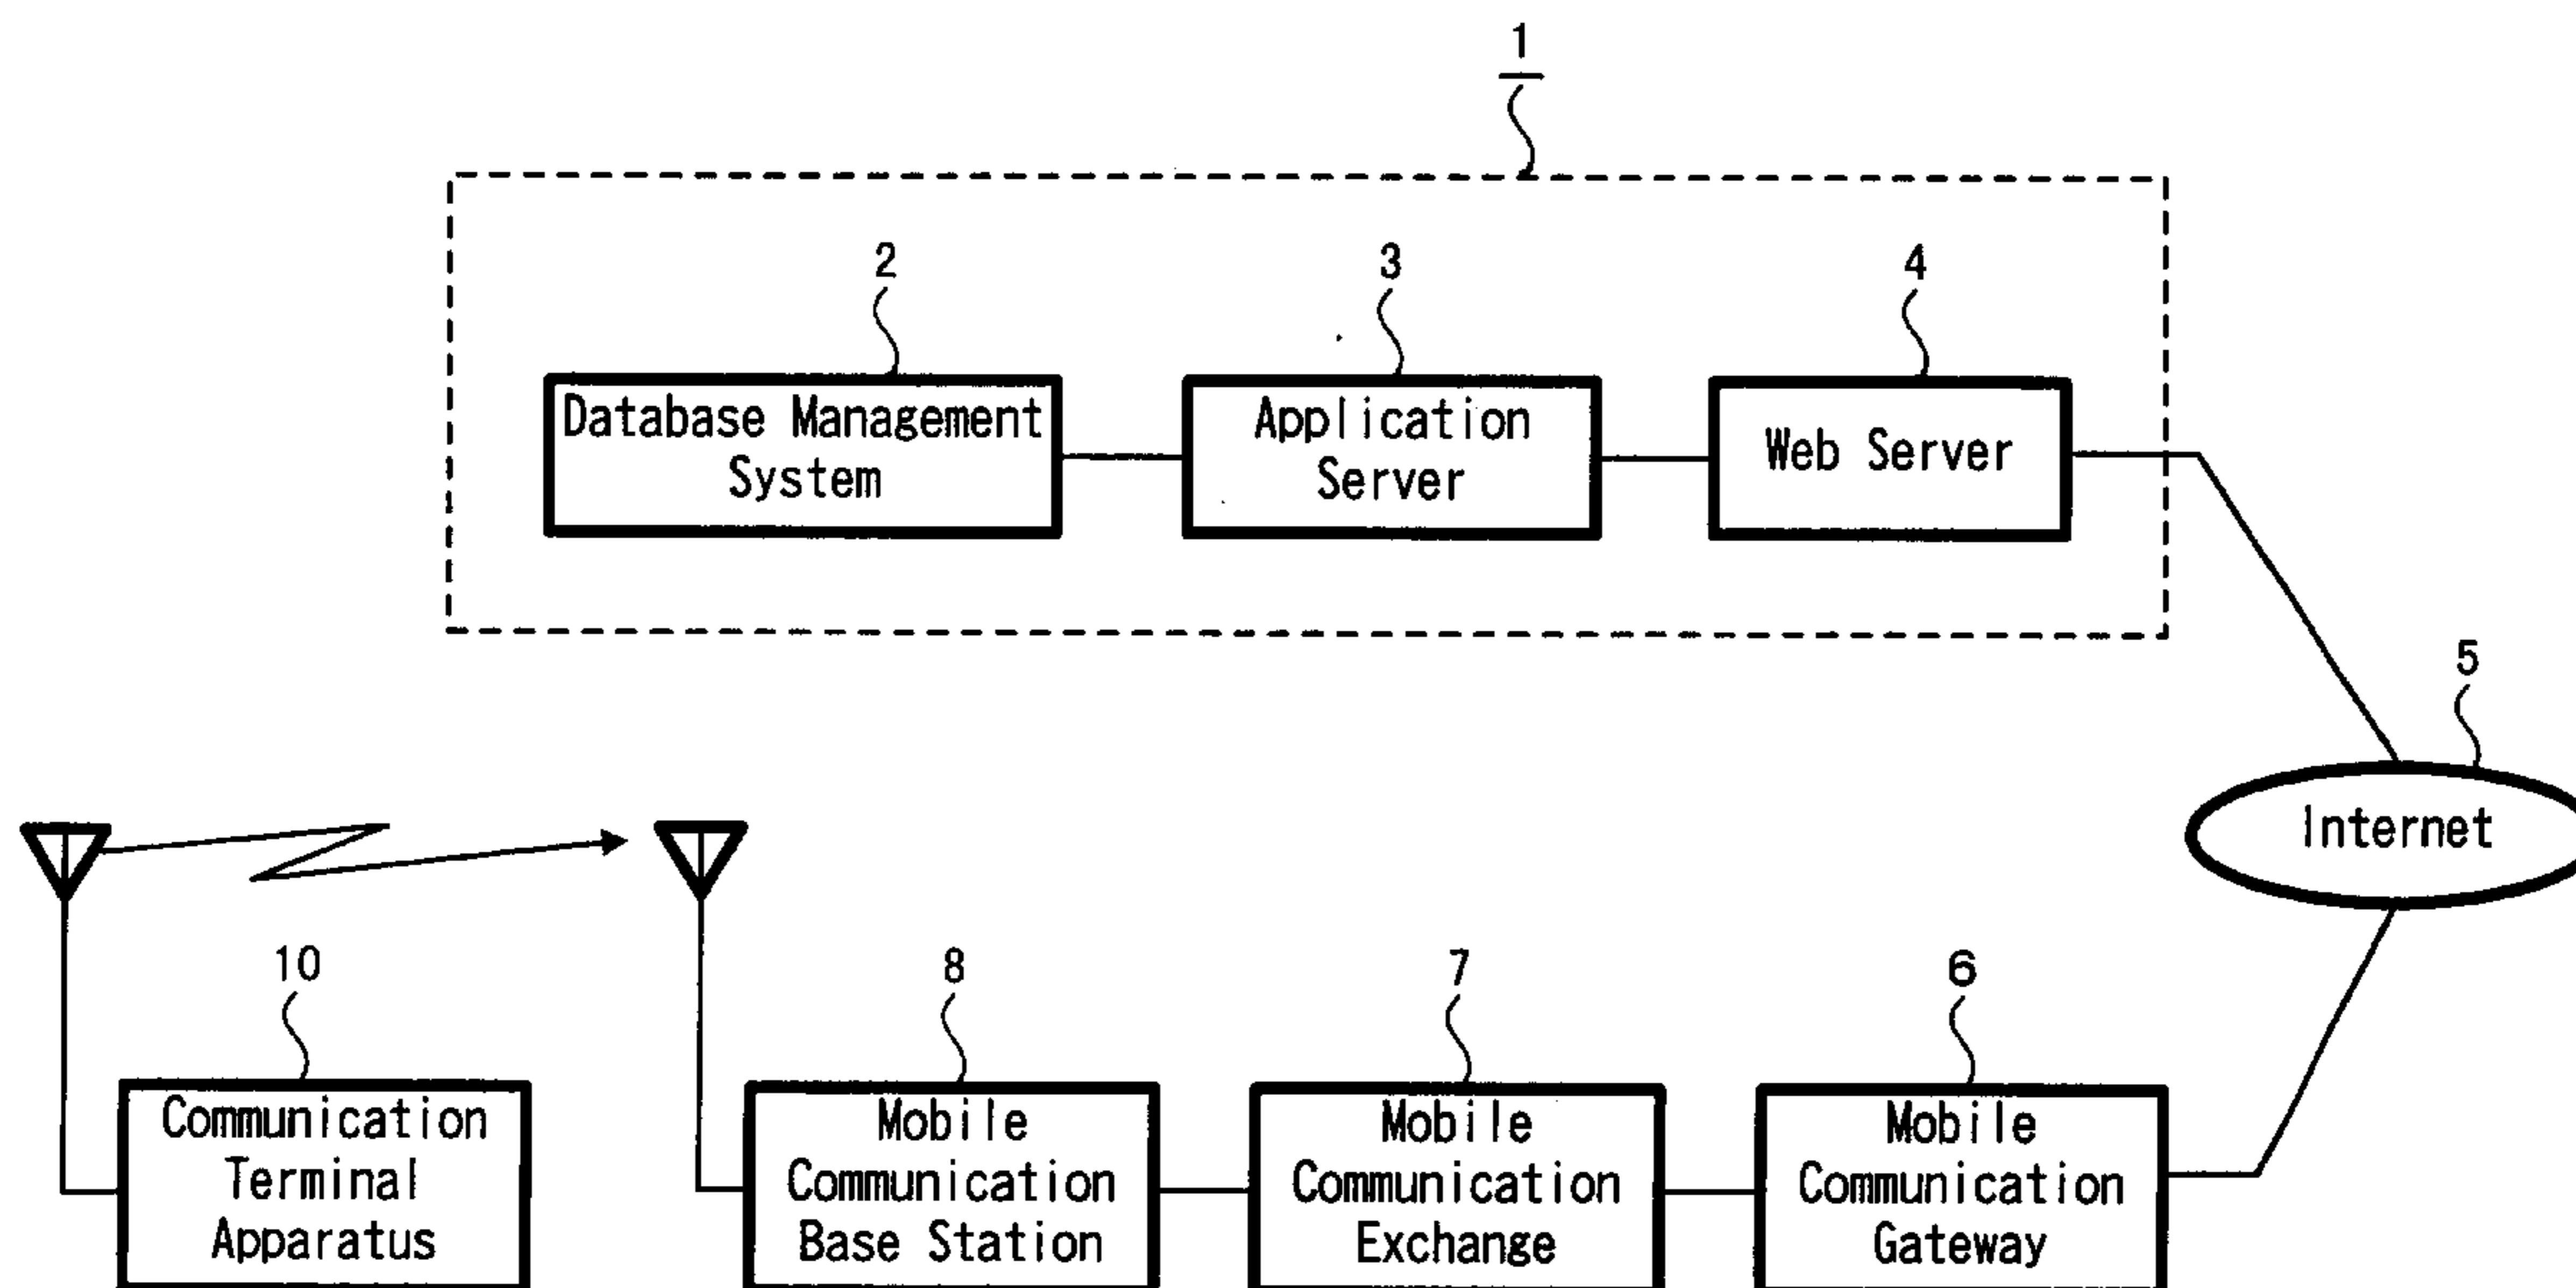 1
2
3
4
Database Management
System
Application
Server
Web Server
5
Internet
10
8
7
6
Communication
Terminal
Apparatus
Mobile
Communication
Base Station
Mobile
Communication
Exchange
Mobile
Communication
Gateway